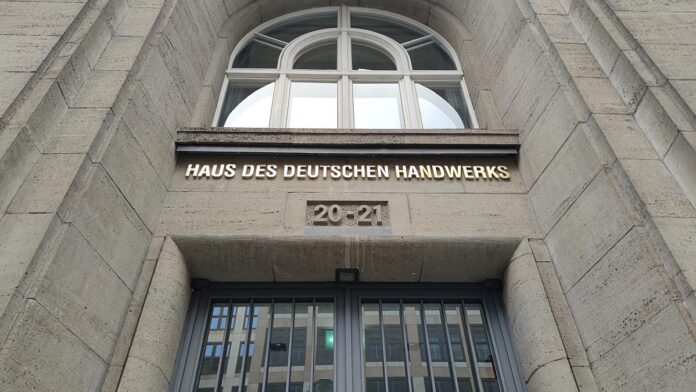 HAUS DES DEUTSCHEN HANDWERKS
20-21